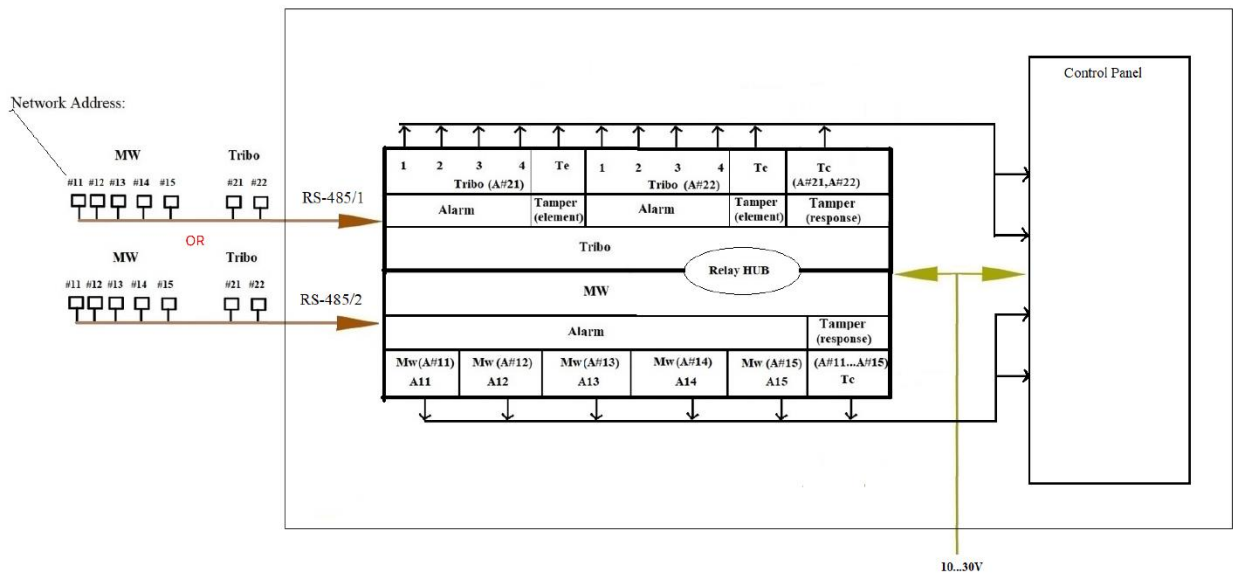 Control Panel
Network Address:
MW Tribo
#11 #12 #13 #14 #15 #21 #22
RS-485/1
OR
MW Tribo
#11 #12 #13 #14 #15 #21 #22
RS-485/2
1 2 3 4 Te 1 2 3 4 Te Tc
Tribo (A#21) Tribo (A#22) (A#21,A#22)
Alarm Tamper Alarm Tamper Tamper
(element) (element) (response)
Tribo
Relay HUB
MW
Alarm Tamper
(response)
Mw(A#11) Mw(A#12) Mw(A#13) Mw(A#14) Mw(A#15) (A#11...A#15)
A11 A12 A13 A14 A15 Tc
10...30V